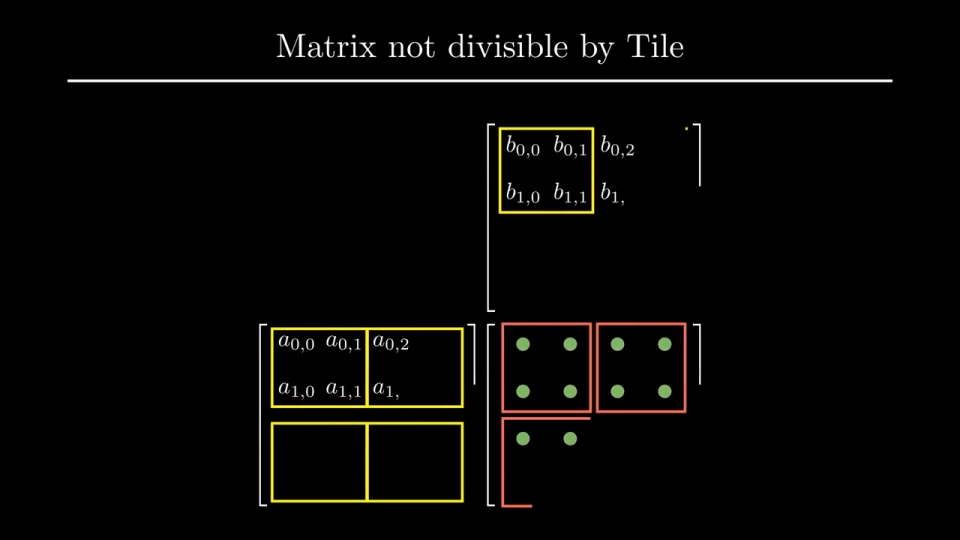 Matrix not divisible by Tile
b0,0 b0,1 b0,2
b1,0 b1,1 b1,
a0,0 a0,1 a0,2
a1,0 a1,1 a1,